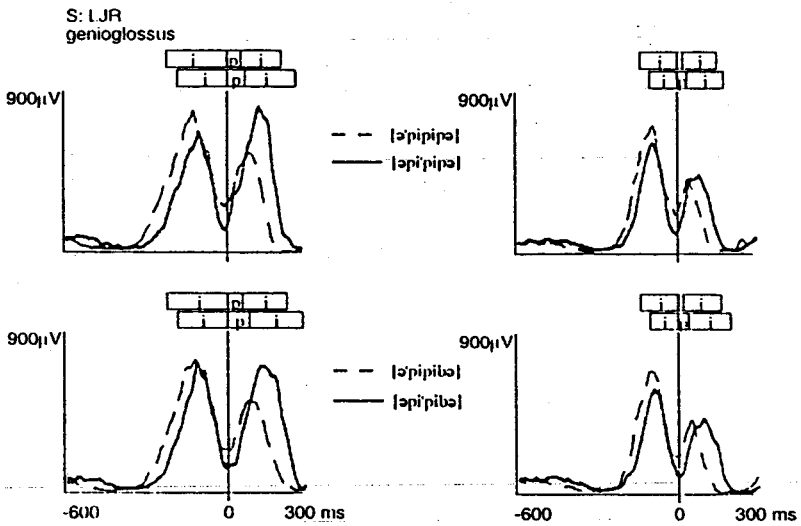 S: LJR
genioglossus
i p i
i p i
i i
i i
900μV
900μV
[ə'pipipə]
[əpi'pipə]
i p i
i p i
i i
i i
900μV
900μV
[ə'pipibə]
[əpi'pibə]
-600 0 300 ms
-600 0 300 ms